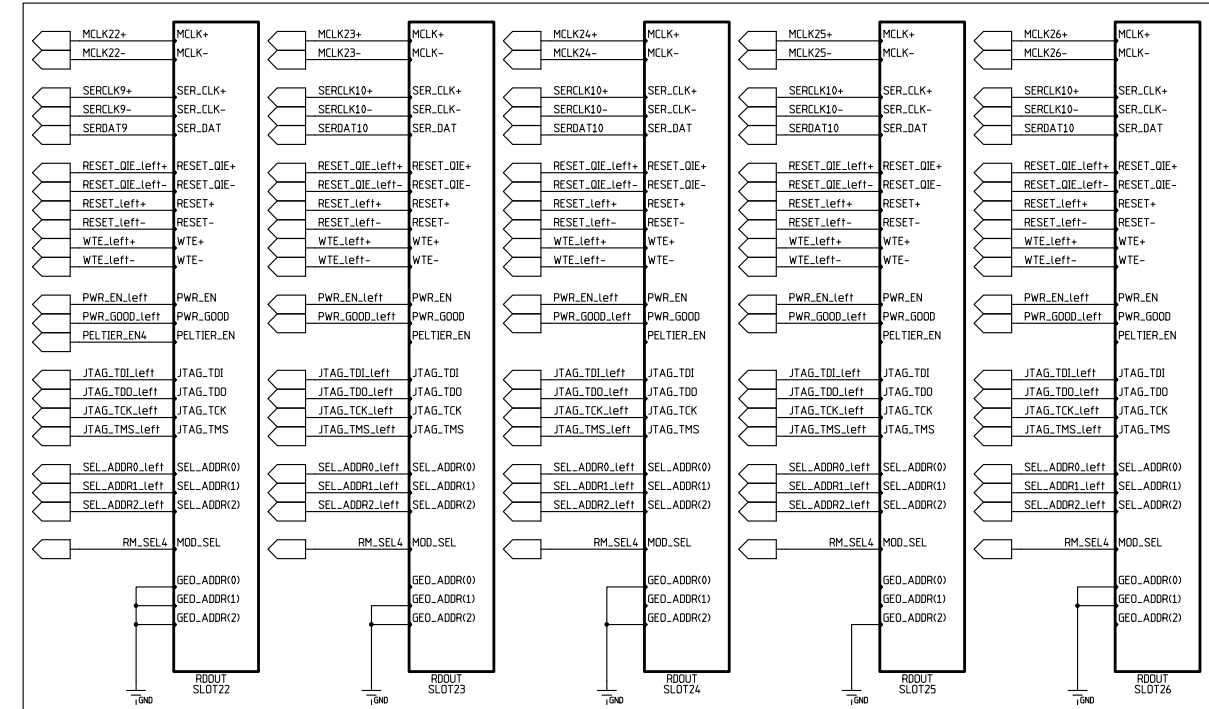 MCLK22+ MCLK+ MCLK23+ MCLK+ MCLK24+ MCLK+ MCLK25+ MCLK+ MCLK26+ MCLK+
MCLK22- MCLK- MCLK23- MCLK- MCLK24- MCLK- MCLK25- MCLK- MCLK26- MCLK-
SERCLK9+ SER_CLK+ SERCLK10+ SER_CLK+ SERCLK10+ SER_CLK+ SERCLK10+ SER_CLK+ SERCLK10+ SER_CLK+
SERCLK9- SER_CLK- SERCLK10- SER_CLK- SERCLK10- SER_CLK- SERCLK10- SER_CLK- SERCLK10- SER_CLK-
SERDAT9 SER_DAT SERDAT10 SER_DAT SERDAT10 SER_DAT SERDAT10 SER_DAT SERDAT10 SER_DAT
RESET_QIE_left+ RESET_QIE+ RESET_QIE_left+ RESET_QIE+ RESET_QIE_left+ RESET_QIE+ RESET_QIE_left+ RESET_QIE+ RESET_QIE_left+ RESET_QIE+
RESET_QIE_left- RESET_QIE- RESET_QIE_left- RESET_QIE- RESET_QIE_left- RESET_QIE- RESET_QIE_left- RESET_QIE- RESET_QIE_left- RESET_QIE-
RESET_left+ RESET+ RESET_left+ RESET+ RESET_left+ RESET+ RESET_left+ RESET+ RESET_left+ RESET+
RESET_left- RESET- RESET_left- RESET- RESET_left- RESET- RESET_left- RESET- RESET_left- RESET-
WTE_left+ WTE+ WTE_left+ WTE+ WTE_left+ WTE+ WTE_left+ WTE+ WTE_left+ WTE+
WTE_left- WTE- WTE_left- WTE- WTE_left- WTE- WTE_left- WTE- WTE_left- WTE-
PWR_EN_left PWR_EN PWR_EN_left PWR_EN PWR_EN_left PWR_EN PWR_EN_left PWR_EN PWR_EN_left PWR_EN
PWR_GOOD_left PWR_GOOD PWR_GOOD_left PWR_GOOD PWR_GOOD_left PWR_GOOD PWR_GOOD_left PWR_GOOD PWR_GOOD_left PWR_GOOD
PELTIER_EN4 PELTIER_EN PELTIER_EN PELTIER_EN PELTIER_EN PELTIER_EN
JTAG_TDI_left JTAG_TDI JTAG_TDI_left JTAG_TDI JTAG_TDI_left JTAG_TDI JTAG_TDI_left JTAG_TDI JTAG_TDI_left JTAG_TDI
JTAG_TDO_left JTAG_TDO JTAG_TDO_left JTAG_TDO JTAG_TDO_left JTAG_TDO JTAG_TDO_left JTAG_TDO JTAG_TDO_left JTAG_TDO
JTAG_TCK_left JTAG_TCK JTAG_TCK_left JTAG_TCK JTAG_TCK_left JTAG_TCK JTAG_TCK_left JTAG_TCK JTAG_TCK_left JTAG_TCK
JTAG_TMS_left JTAG_TMS JTAG_TMS_left JTAG_TMS JTAG_TMS_left JTAG_TMS JTAG_TMS_left JTAG_TMS JTAG_TMS_left JTAG_TMS
SEL_ADDR0_left SEL_ADDR(0) SEL_ADDR0_left SEL_ADDR(0) SEL_ADDR0_left SEL_ADDR(0) SEL_ADDR0_left SEL_ADDR(0) SEL_ADDR0_left SEL_ADDR(0)
SEL_ADDR1_left SEL_ADDR(1) SEL_ADDR1_left SEL_ADDR(1) SEL_ADDR1_left SEL_ADDR(1) SEL_ADDR1_left SEL_ADDR(1) SEL_ADDR1_left SEL_ADDR(1)
SEL_ADDR2_left SEL_ADDR(2) SEL_ADDR2_left SEL_ADDR(2) SEL_ADDR2_left SEL_ADDR(2) SEL_ADDR2_left SEL_ADDR(2) SEL_ADDR2_left SEL_ADDR(2)
RM_SEL4 MOD_SEL RM_SEL4 MOD_SEL RM_SEL4 MOD_SEL RM_SEL4 MOD_SEL RM_SEL4 MOD_SEL
GEO_ADDR(0) GEO_ADDR(0) GEO_ADDR(0) GEO_ADDR(0) GEO_ADDR(0)
GEO_ADDR(1) GEO_ADDR(1) GEO_ADDR(1) GEO_ADDR(1) GEO_ADDR(1)
GEO_ADDR(2) GEO_ADDR(2) GEO_ADDR(2) GEO_ADDR(2) GEO_ADDR(2)
RDOUT RDOUT RDOUT RDOUT RDOUT
SLOT22 SLOT23 SLOT24 SLOT25 SLOT26
GND GND GND GND GND